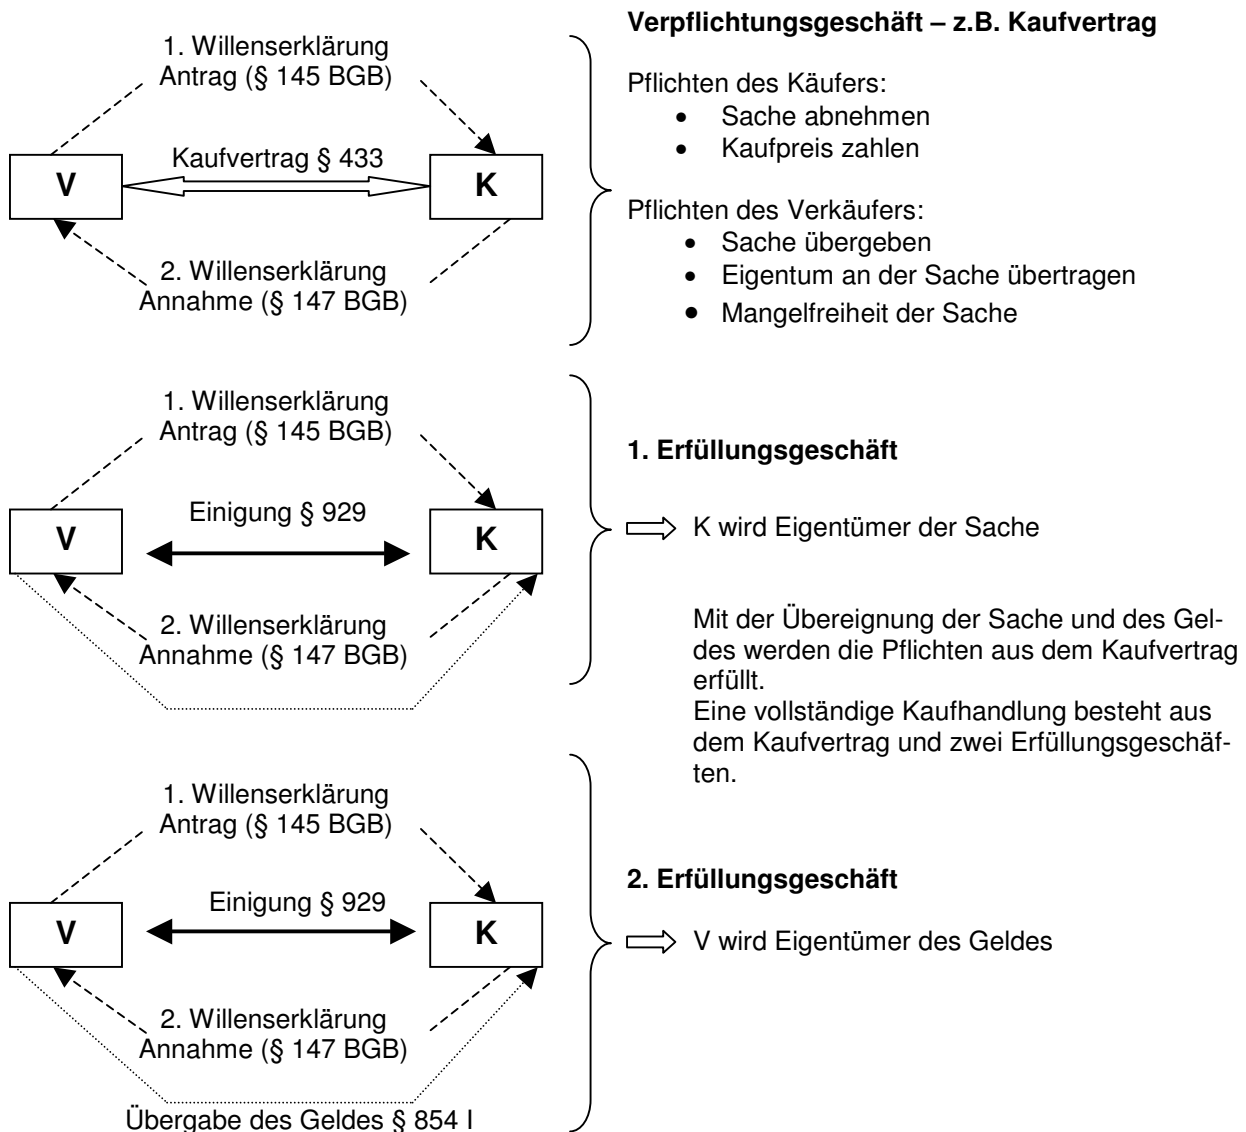 Verpflichtungsgeschäft – z.B. Kaufvertrag
1. Willenserklärung
Antrag (§ 145 BGB)
V
Kaufvertrag § 433
K
2. Willenserklärung
Annahme (§ 147 BGB)
Pflichten des Käufers:
• Sache abnehmen
• Kaufpreis zahlen
Pflichten des Verkäufers:
• Sache übergeben
• Eigentum an der Sache übertragen
• Mangelfreiheit der Sache
1. Willenserklärung
Antrag (§ 145 BGB)
V
Einigung § 929
K
2. Willenserklärung
Annahme (§ 147 BGB)
1. Erfüllungsgeschäft
K wird Eigentümer der Sache
Mit der Übereignung der Sache und des Gel-
des werden die Pflichten aus dem Kaufvertrag
erfüllt.
Eine vollständige Kaufhandlung besteht aus
dem Kaufvertrag und zwei Erfüllungsgeschäf-
ten.
1. Willenserklärung
Antrag (§ 145 BGB)
V
Einigung § 929
K
2. Willenserklärung
Annahme (§ 147 BGB)
Übergabe des Geldes § 854 I
2. Erfüllungsgeschäft
V wird Eigentümer des Geldes